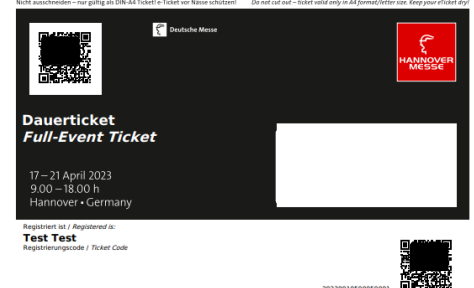 Nicht ausschneiden – nur gültig als DIN-A4 Ticket! e-Ticket vor Nässe schützen!
Do not cut out – ticket valid only in A4 format/letter size. Keep your eTicket dry!
Deutsche Messe
HANNOVER
MESSE
Dauerticket
Full-Event Ticket
17 – 21 April 2023
9.00 – 18.00 h
Hannover • Germany
Registriert ist / Registered is:
Test Test
Registrierungscode / Ticket Code